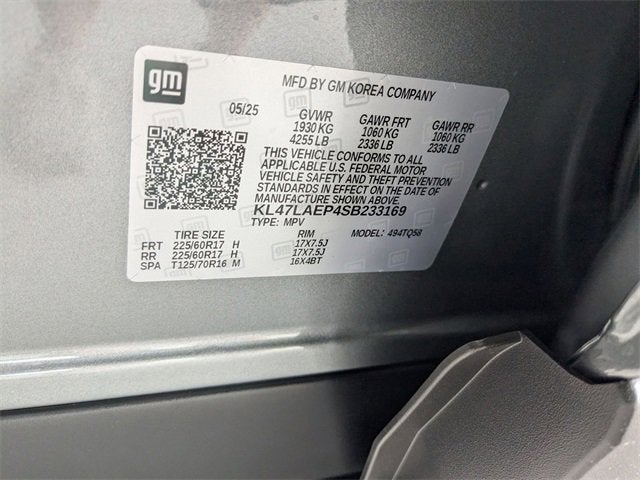 gm
MFD BY GM KOREA COMPANY
05/25 GVWR GAWR FRT GAWR RR
1930 KG 1060 KG 1060 KG
4255 LB 2336 LB 2336 LB
THIS VEHICLE CONFORMS TO ALL
APPLICABLE U.S. FEDERAL MOTOR
VEHICLE SAFETY AND THEFT PREVENTION
STANDARDS IN EFFECT ON THE DATE OF
MANUFACTURE SHOWN ABOVE.
KL47LAEP4SB233169
TYPE: MPV MODEL: 494TQ58
TIRE SIZE RIM
FRT 225/60R17 H 17X7.5J
RR 225/60R17 H 17X7.5J
SPA T125/70R16 M 16X4BT